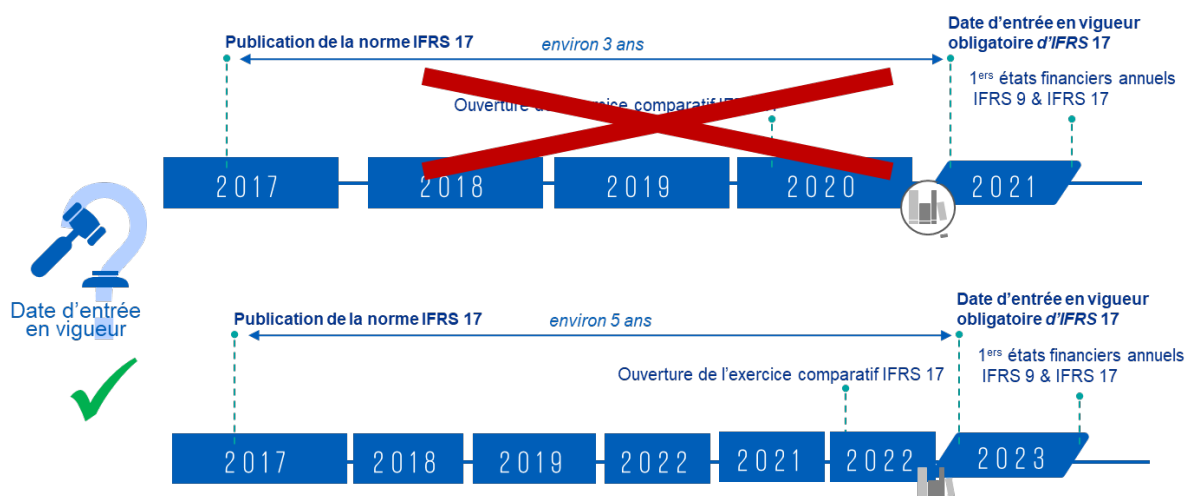 Date d'entrée en vigueur
Publication de la norme IFRS 17
environ 3 ans
obligatoire d'IFRS 17
1ers états financiers annuels
IFRS 9 & IFRS 17
Ouverture de
2017
2018
2019
2020
2021
Date d'entrée
en vigueur
Date d'entrée en vigueur
Publication de la norme IFRS 17
environ 5 ans
obligatoire d'IFRS 17
1ers états financiers annuels
Ouverture de l'exercice comparatif IFRS 17
IFRS 9 & IFRS 17
2017
2018
2019
2022
2021
2022
2023